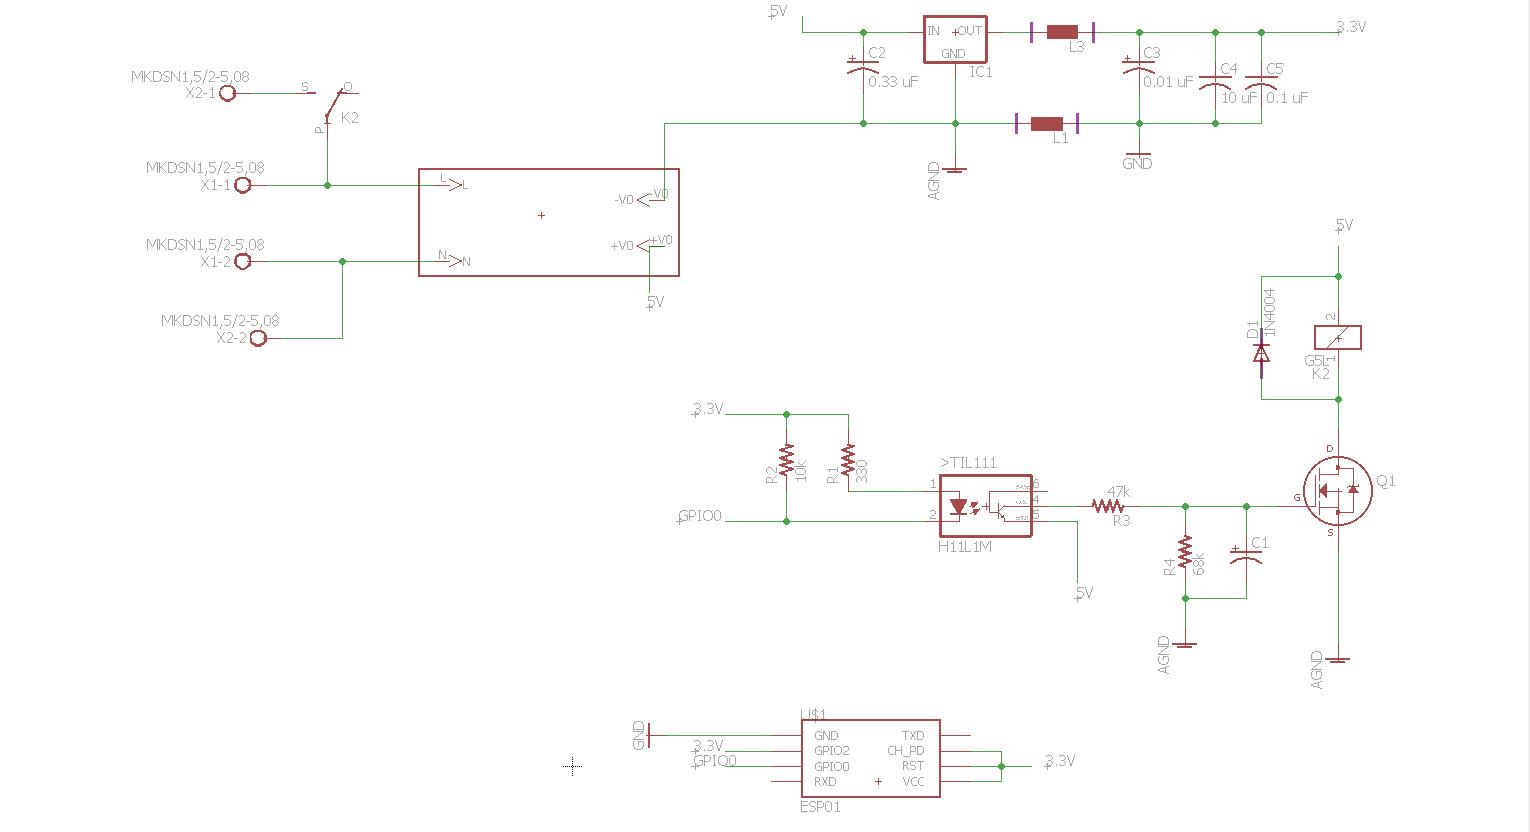 5V
IN
OUT
GND
IC1
C2
0.33 uF
L3
C3
0.01 uF
C4
10 uF
C5
0.1 uF
3.3V
L1
AGND
GND
MKDSN1,5/2-5,08
X2-1
S
O
P
K2
MKDSN1,5/2-5,08
X1-1
L
L
MKDSN1,5/2-5,08
X1-2
N
N
MKDSN1,5/2-5,08
X2-2
-V0
-V0
+V0
+V0
5V
5V
D1
1N4004
2
1
G5L
K2
3.3V
R2
10k
R1
330
GPIO0
>TIL111
1
2
6
4
5
H11L1M
47k
R3
5V
R4
68k
C1
AGND
D
G
S
Q1
AGND
U$1
GND
3.3V
GPIO0
GND
GPIO2
GPIO0
RXD
TXD
CH_PD
RST
VCC
3.3V
ESP01